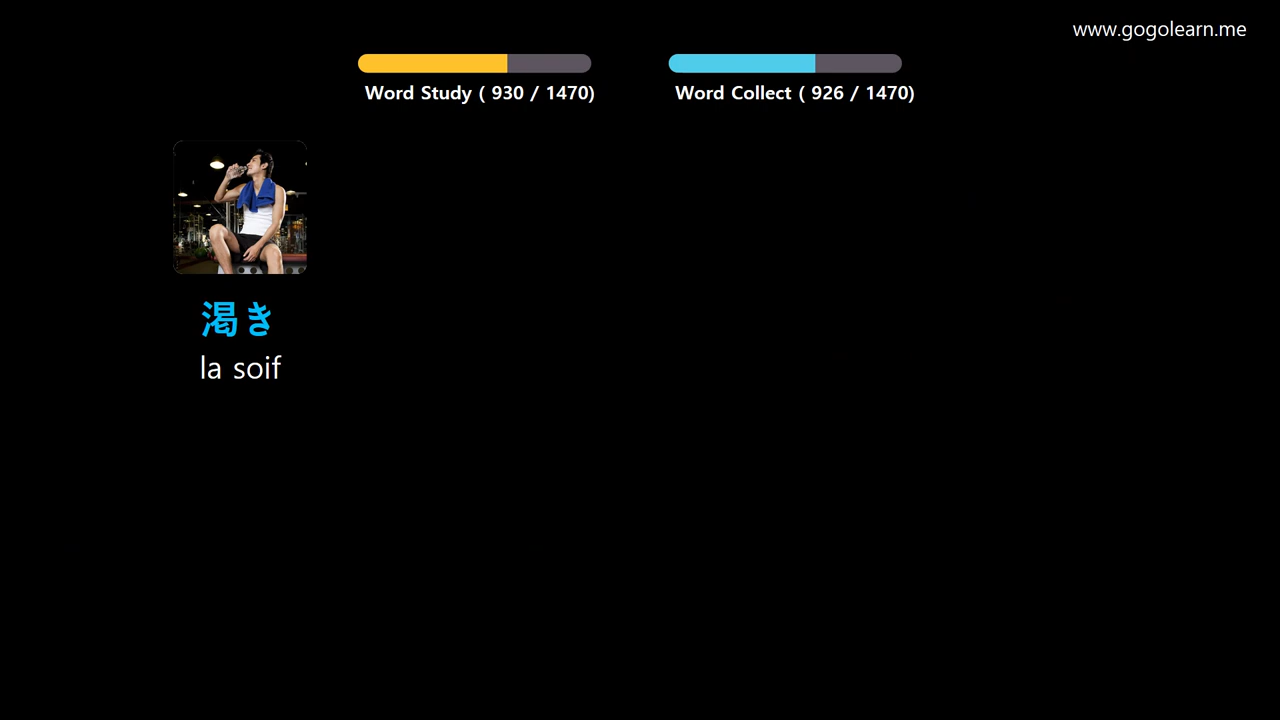 www.gogolearn.me
Word Study ( 930 / 1470)
Word Collect ( 926 / 1470)
渇き
la soif